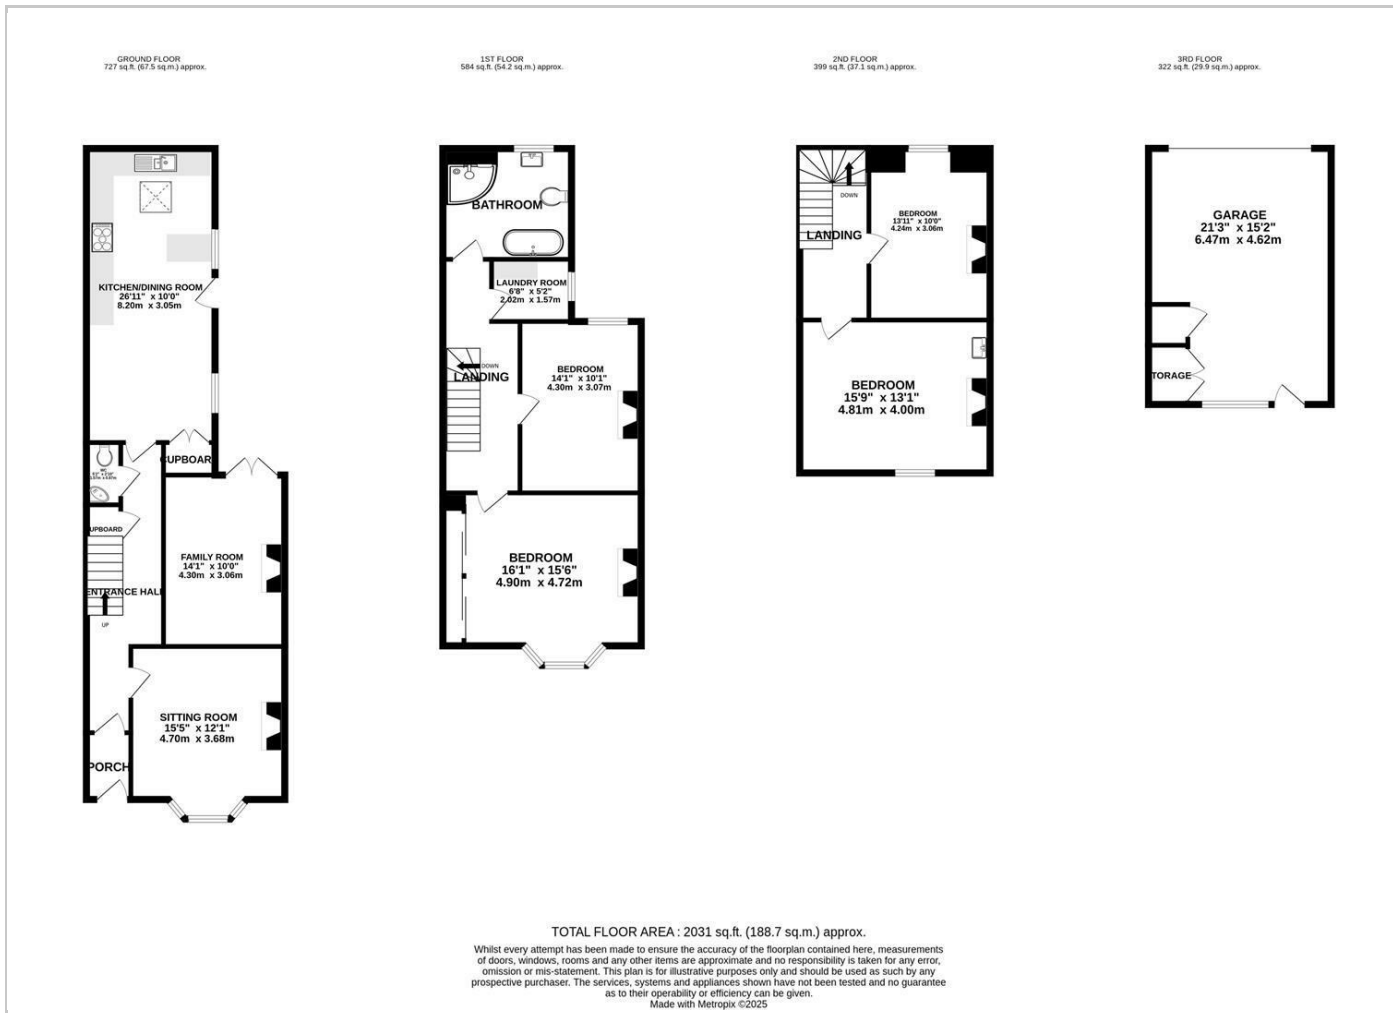 GROUND FLOOR
727 sq.ft. (67.5 sq.m.) approx.
KITCHEN/DINING ROOM
26'11" x 10'0"
8.20m x 3.05m
CUPBOAR
WC
UPBOARD
FAMILY ROOM
14'1" x 10'0"
4.30m x 3.06m
ENTRANCE HALL
UP
SITTING ROOM
15'5" x 12'1"
4.70m x 3.68m
PORCH
1ST FLOOR
584 sq.ft. (54.2 sq.m.) approx.
BATHROOM
LAUNDRY ROOM
6'8" x 5'2"
2.02m x 1.57m
DOWN
LANDING
BEDROOM
14'1" x 10'1"
4.30m x 3.07m
BEDROOM
16'1" x 15'6"
4.90m x 4.72m
2ND FLOOR
399 sq.ft. (37.1 sq.m.) approx.
DOWN
LANDING
BEDROOM
13'11" x 10'0"
4.24m x 3.06m
BEDROOM
15'9" x 13'1"
4.81m x 4.00m
3RD FLOOR
322 sq.ft. (29.9 sq.m.) approx.
GARAGE
21'3" x 15'2"
6.47m x 4.62m
TORAGE
TOTAL FLOOR AREA : 2031 sq.ft. (188.7 sq.m.) approx.
Whilst every attempt has been made to ensure the accuracy of the floorplan contained here, measurements
of doors, windows, rooms and any other items are approximate and no responsibility is taken for any error,
omission or mis-statement. This plan is for illustrative purposes only and should be used as such by any
prospective purchaser. The services, systems and appliances shown have not been tested and no guarantee
as to their operability or efficiency can be given.
Made with Metropix ©2025